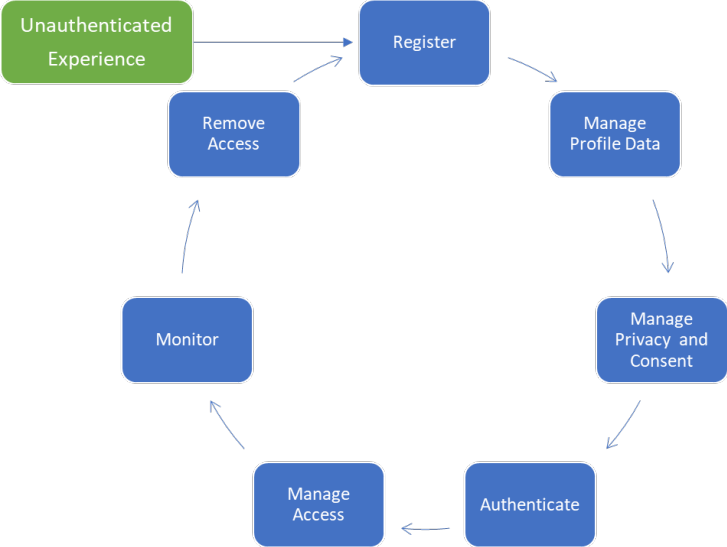 Unauthenticated
Experience
Register
Manage
Profile Data
Manage
Privacy and
Consent
Authenticate
Manage
Access
Monitor
Remove
Access